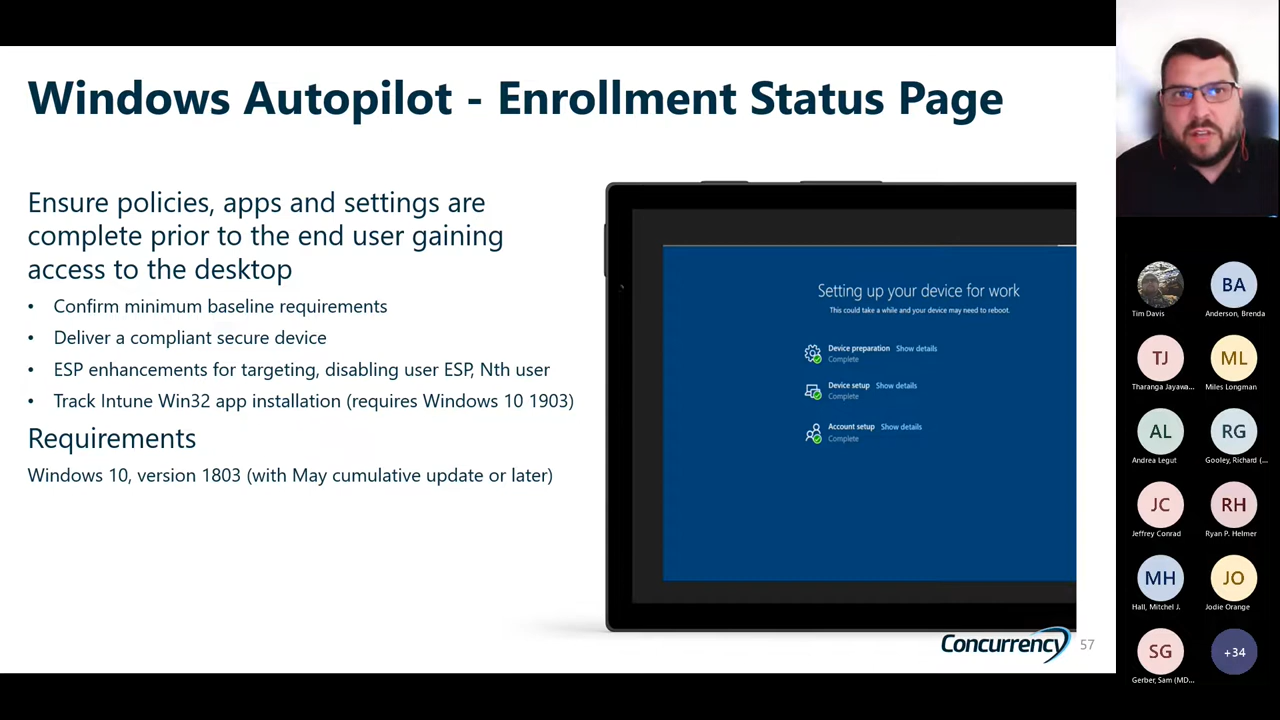 Windows Autopilot - Enrollment Status Page
Ensure policies, apps and settings are
complete prior to the end user gaining
access to the desktop
• Confirm minimum baseline requirements
• Deliver a compliant secure device
• ESP enhancements for targeting, disabling user ESP, Nth user
• Track Intune Win32 app installation (requires Windows 10 1903)
Requirements
Windows 10, version 1803 (with May cumulative update or later)
Setting up your device for work
This could take a while and your device may need to reboot.
Device preparation Show details
Complete
Device setup Show details
Complete
Account setup Show details
Complete
Concurrency
57
BA
Tim Davis
Anderson, Brenda
TJ
ML
Tharanga Jayawa...
Miles Longman
AL
RG
Andrea Legut
Gooley, Richard (...
JC
RH
Jeffrey Conrad
Ryan P. Helmer
MH
JO
Hall, Mitchel J.
Jodie Orange
SG
+34
Gerber, Sam (MD...